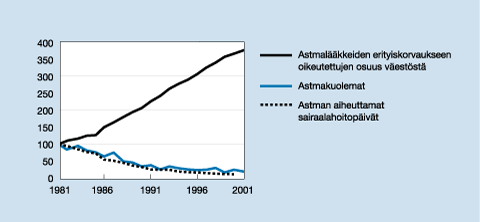 400
350
300
250
200
150
100
50
0
1981
1986
1991
1996
2001
Astmalääkkeiden erityiskorvaukseen
oikeutettujen osuus väestöstä
Astmakuolemat
Astman aiheuttamat
sairaalahoitopäivät